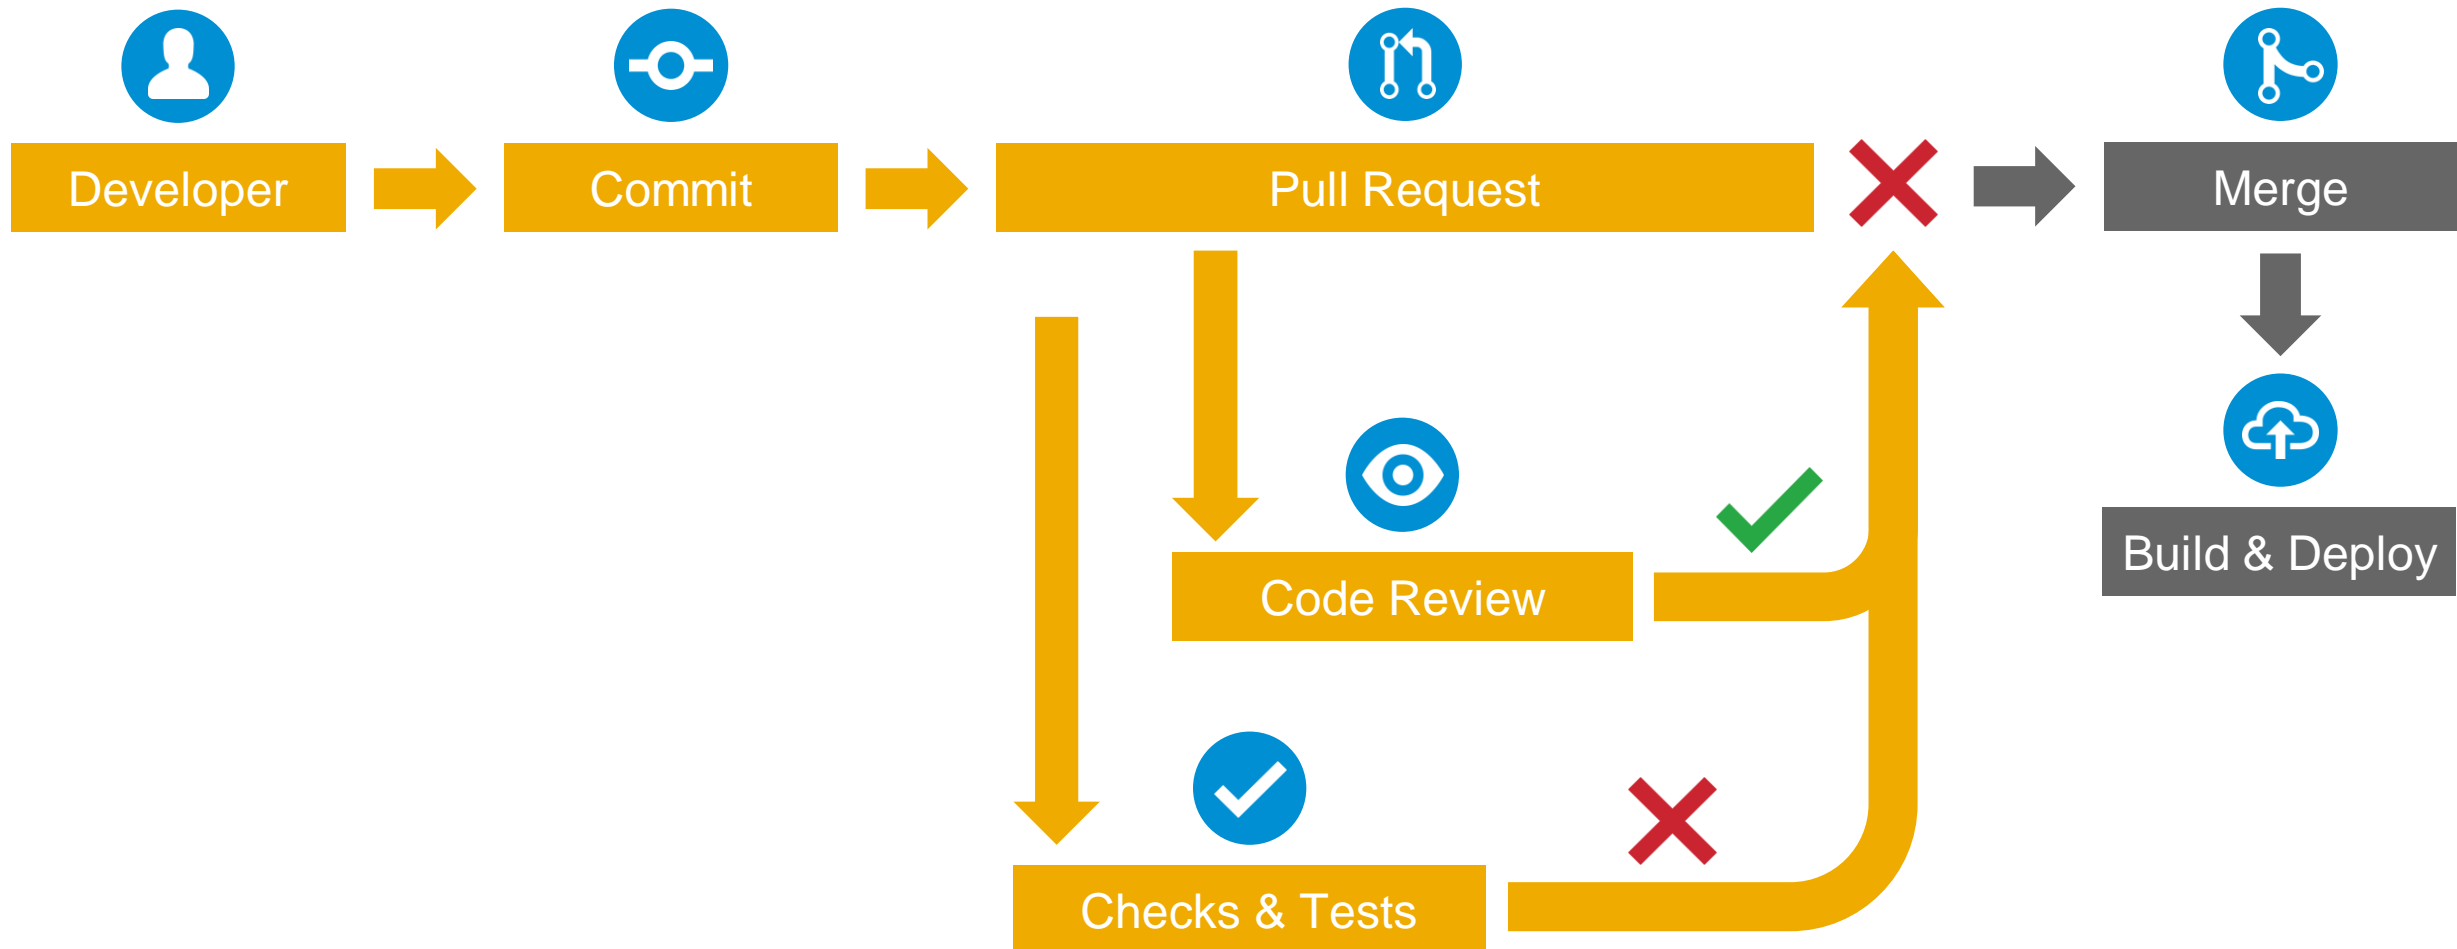 Developer
Commit
Pull Request
Merge
Build & Deploy
Code Review
Checks & Tests